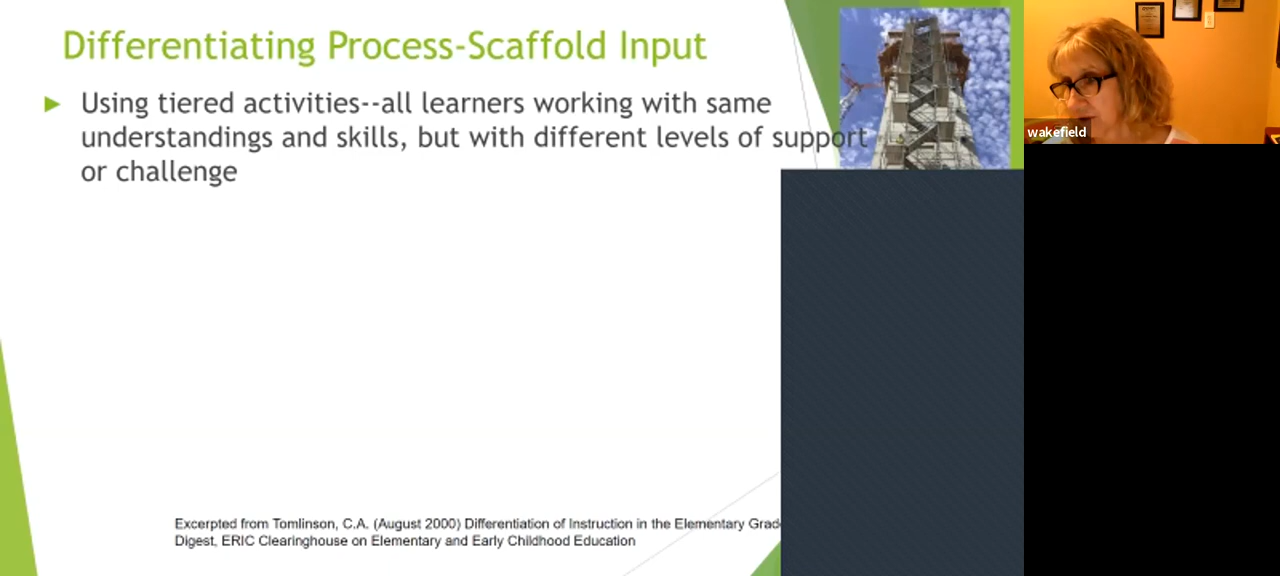 Differentiating Process-Scaffold Input
Using tiered activities--all learners working with same
understandings and skills, but with different levels of support
or challenge
Excerpted from Tomlinson, C.A. (August 2000) Differentiation of Instruction in the Elementary
Digest, ERIC Clearinghouse on Elementary and Early Childhood Education
wakefield